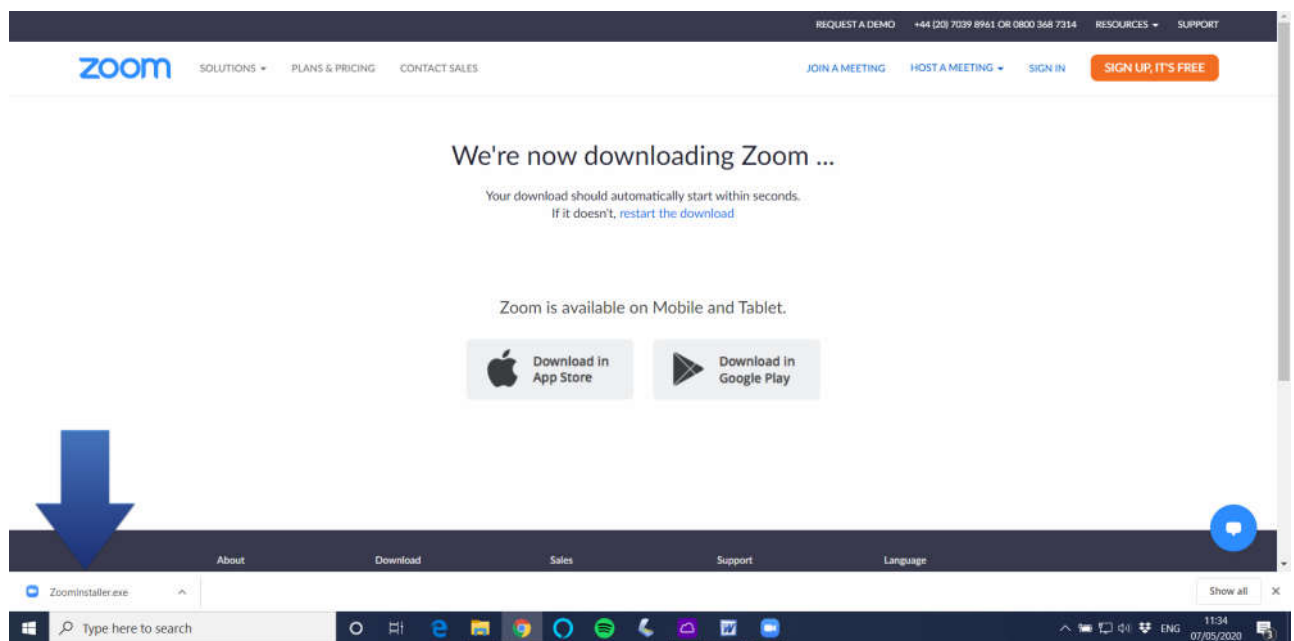 REQUEST A DEMO +44 (20) 7039 8961 OR 0800 368 7314 RESOURCES SUPPORT
zoom SOLUTIONS PLANS & PRICING CONTACT SALES JOIN A MEETING HOST A MEETING SIGN IN SIGN UP, IT'S FREE
We're now downloading Zoom ...
Your download should automatically start within seconds.
If it doesn't, restart the download
Zoom is available on Mobile and Tablet.
Download in
App Store
Download in
Google Play
About Download Sales Support Language
ZoomInstaller.exe Show all
Type here to search ENG 11:34
07/05/2020